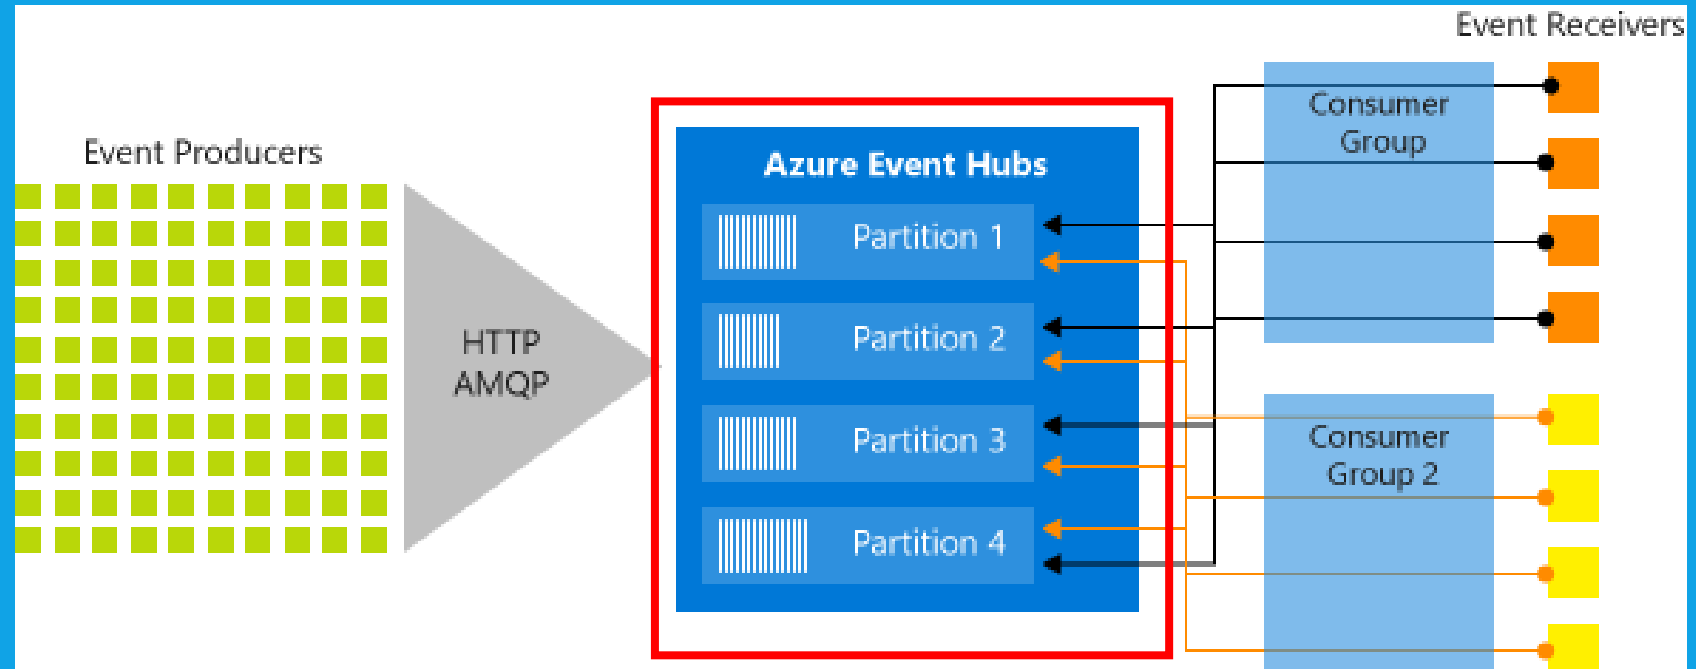 Event Receivers
Event Producers
HTTP
AMQP
Azure Event Hubs
Partition 1
Partition 2
Partition 3
Partition 4
Consumer
Group
Consumer
Group 2